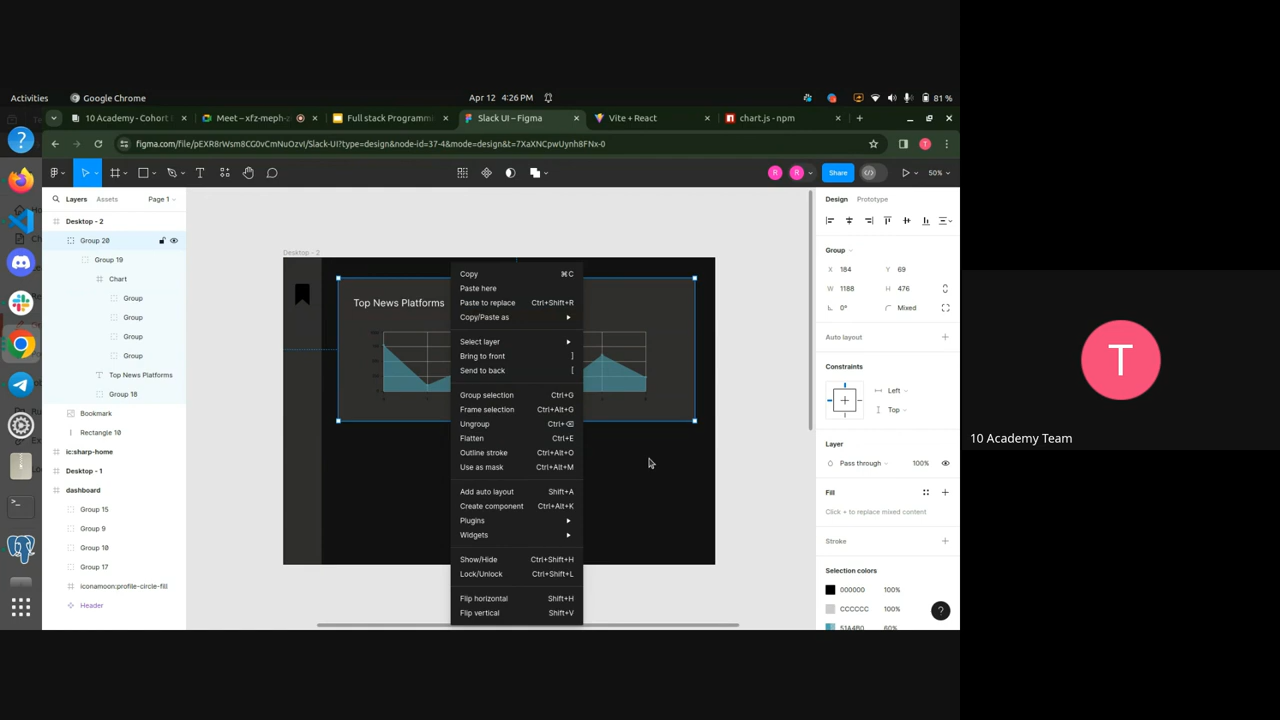 Activities
Google Chrome
Apr 12 4:26 PM
81 %
10 Academy - Cohort
Meet – xfz-meph-z
Full stack Programm
Slack UI – Figma
Vite + React
chart.js - npm
figma.com/file/pEXR8rWsm8CG0vCmNuOzvI/Slack-UI?type=design&node-id=37-4&mode=design&t=7XaXNCpwUynh8FNx-0
T
R
R
Share
50%
Layers
Assets
Page 1
Design
Prototype
Desktop - 2
Group 20
Group 19
Chart
Group
Group
Group
Group
Top News Platforms
Group 18
Bookmark
Rectangle 10
ic:sharp-home
Desktop - 1
dashboard
Group 15
Group 9
Group 10
Group 17
iconamoon:profile-circle-fill
Header
Desktop - 2
Top News Platforms
Copy ⌘C
Paste here
Paste to replace Ctrl+Shift+R
Copy/Paste as
Select layer
Bring to front ]
Send to back [
Group selection Ctrl+G
Frame selection Ctrl+Alt+G
Ungroup Ctrl+⌫
Flatten Ctrl+E
Outline stroke Ctrl+Alt+O
Use as mask Ctrl+Alt+M
Add auto layout Shift+A
Create component Ctrl+Alt+K
Plugins
Widgets
Show/Hide Ctrl+Shift+H
Lock/Unlock Ctrl+Shift+L
Flip horizontal Shift+H
Flip vertical Shift+V
Group
X 184 Y 69
W 1188 H 476
0° Mixed
Auto layout
Constraints
Left
Top
Layer
Pass through 100%
Fill
Click + to replace mixed content
Stroke
Selection colors
000000 100%
CCCCCC 100%
51A4B0 60%
?
T
10 Academy Team